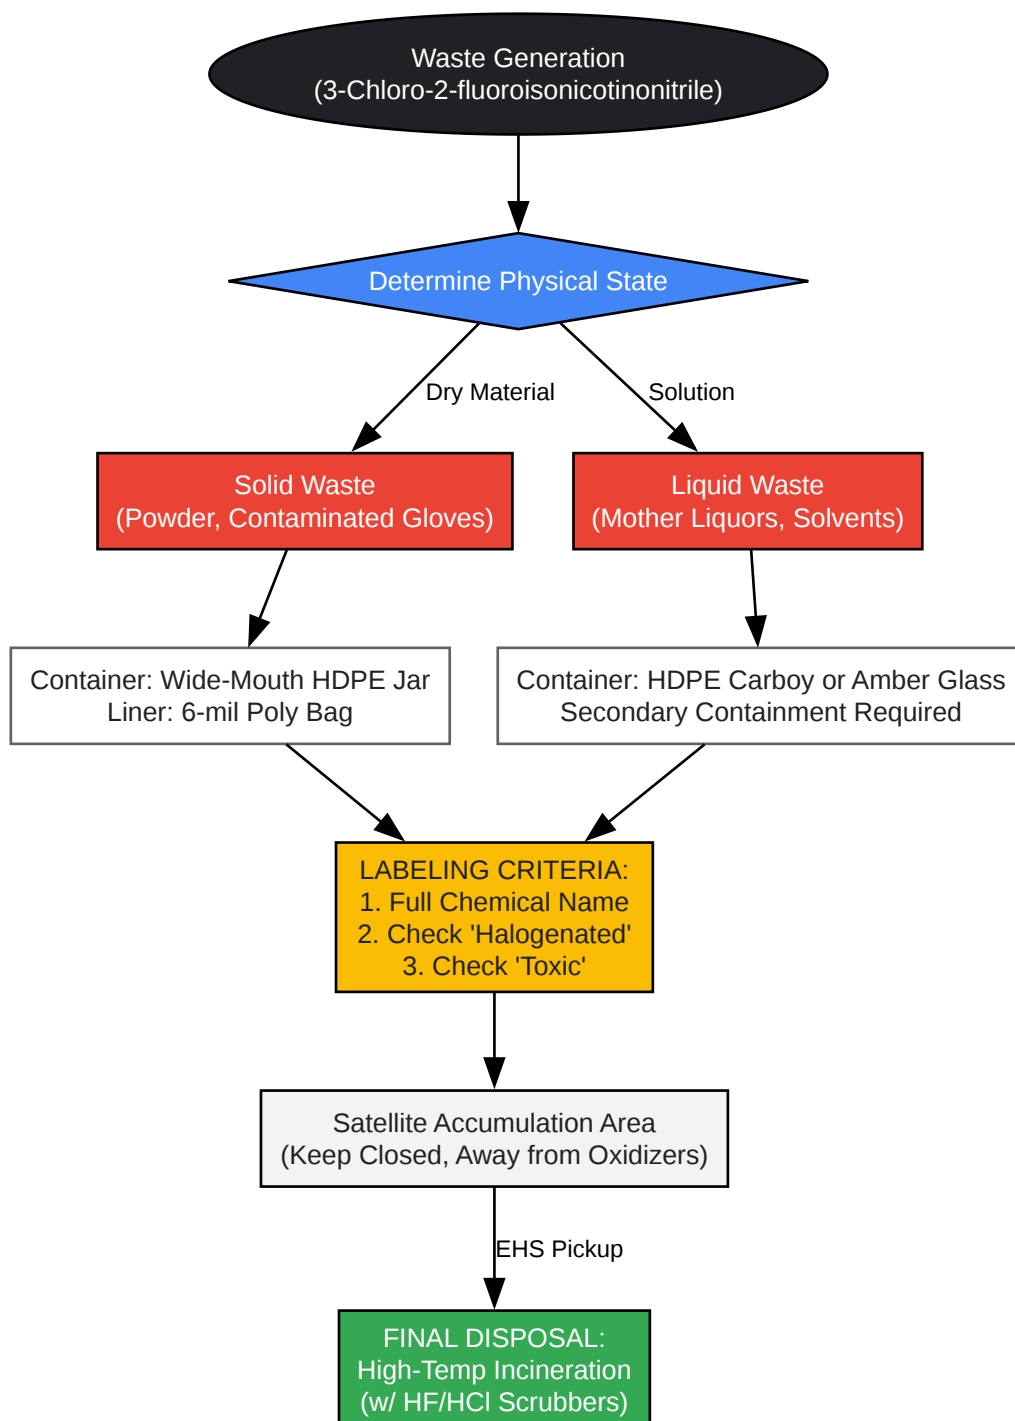 Waste Generation
(3-Chloro-2-fluoroisonicotinonitrile)
Determine Physical State
Dry Material
Solution
Solid Waste
(Powder, Contaminated Gloves)
Liquid Waste
(Mother Liquors, Solvents)
Container: Wide-Mouth HDPE Jar
Liner: 6-mil Poly Bag
Container: HDPE Carboy or Amber Glass
Secondary Containment Required
LABELING CRITERIA:
1. Full Chemical Name
2. Check 'Halogenated'
3. Check 'Toxic'
Satellite Accumulation Area
(Keep Closed, Away from Oxidizers)
EHS Pickup
FINAL DISPOSAL:
High-Temp Incineration
(w/ HF/HCl Scrubbers)